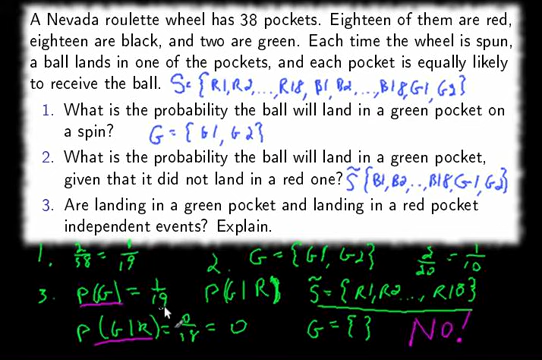 A Nevada roulette wheel has 38 pockets. Eighteen of them are red,
eighteen are black, and two are green. Each time the wheel is spun,
a ball lands in one of the pockets, and each pocket is equally likely
to receive the ball. S= {R1,R2,...,R18, B1,B2,...,B18,G1,G2}
1. What is the probability the ball will land in a green pocket on
a spin? G = {G1, G2}
2. What is the probability the ball will land in a green pocket,
given that it did not land in a red one? S̃ {B1,B2,..,B18,G1,G2}
3. Are landing in a green pocket and landing in a red pocket
independent events? Explain.
1. 2/38 = 1/19 2. G = {G1, G2} 2/20 = 1/10
3. P(G) = 1/19 P(G|R) S̃ = {R1,R2...,R18}
P(G|R) = 0/18 = 0 G = { } NO!